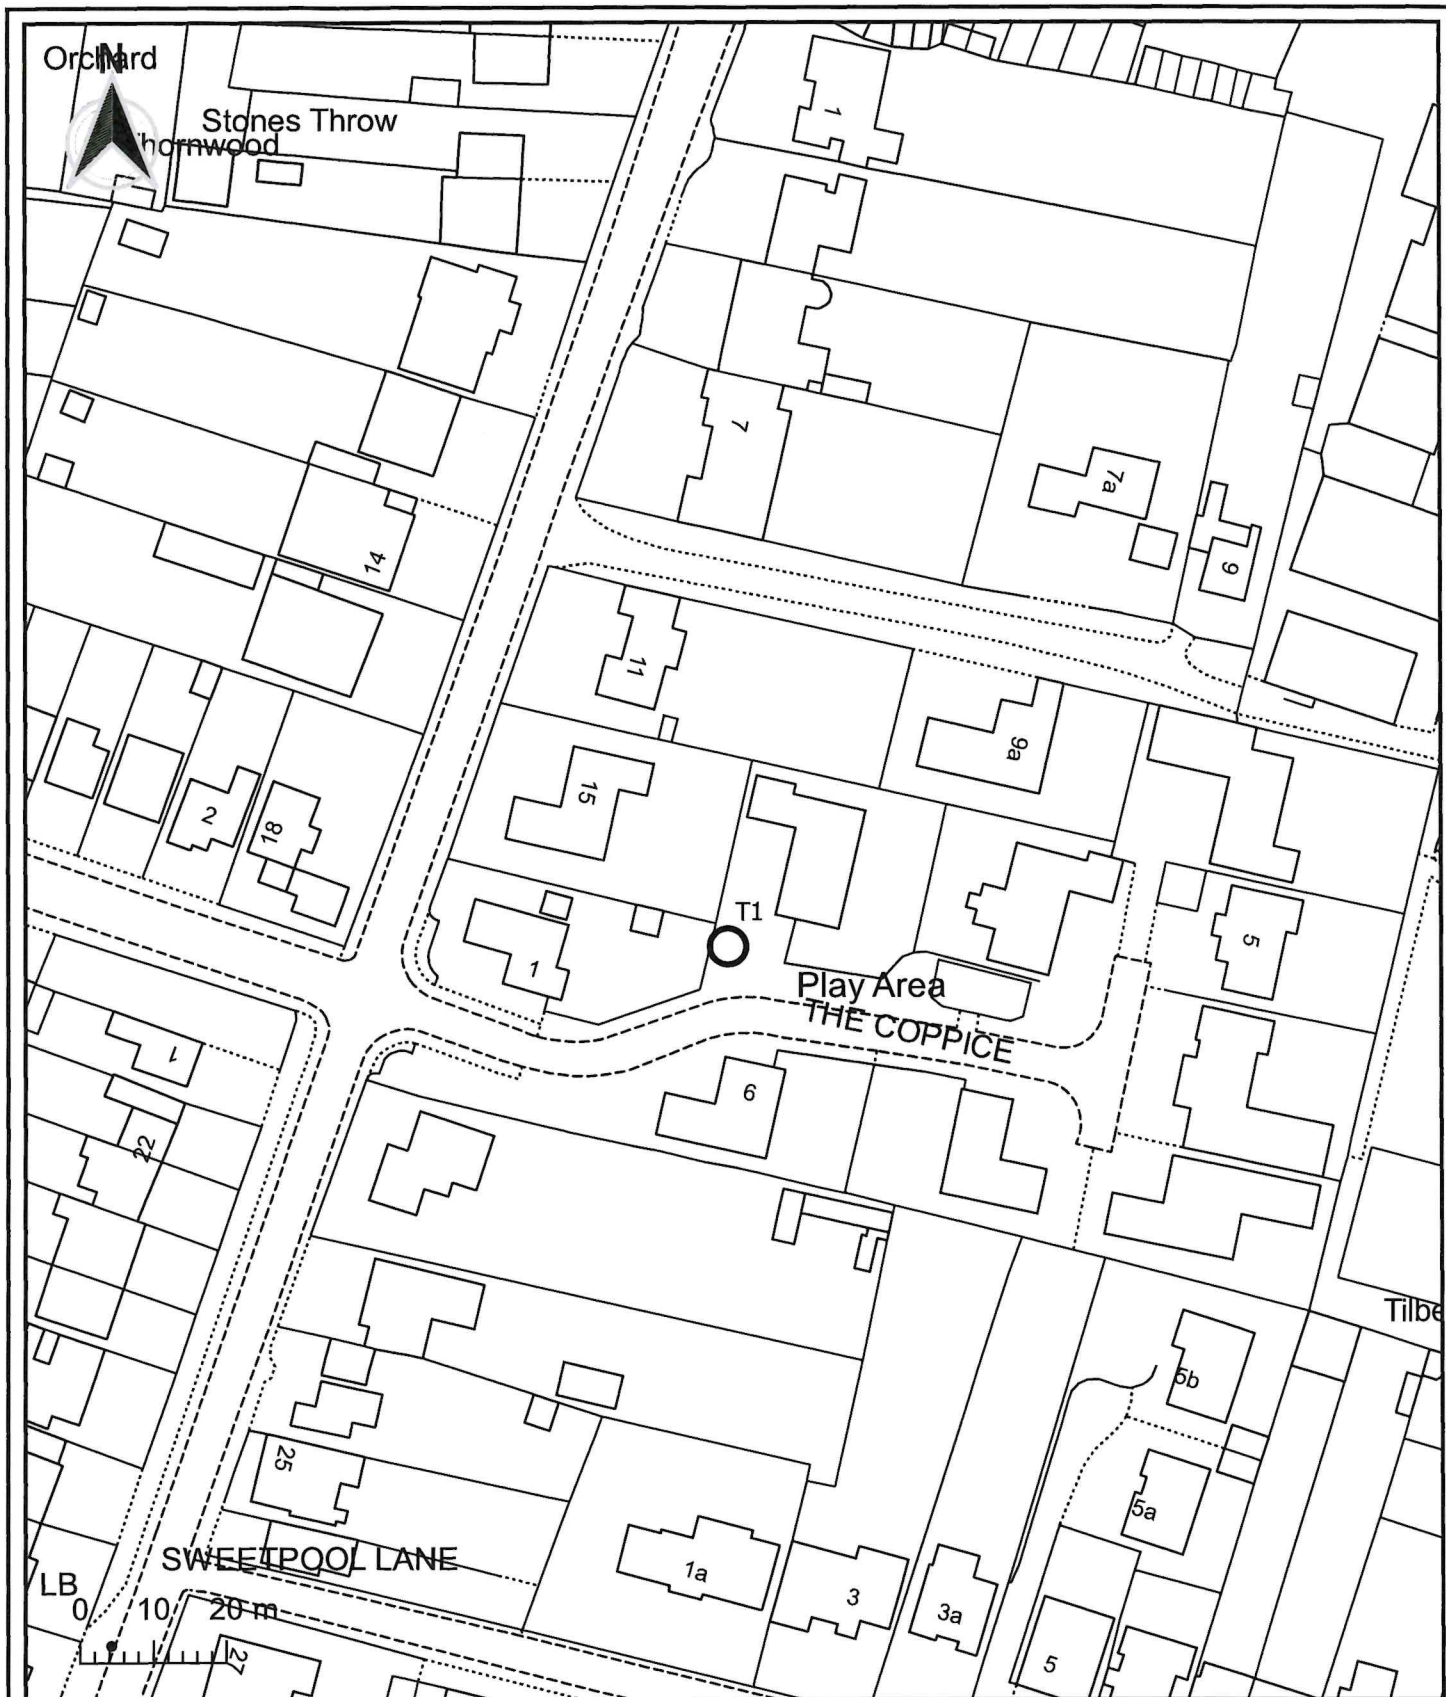 N
Orchard
Stones Throw
Thornwood
1
7
7a
9
14
11
9a
15
2
18
T1
5
1
Play Area
THE COPPICE
1
6
22
Tilbe
5b
25
5a
SWEETPOOL LANE
1a
3
3a
LB
0 10 20 m
27
5